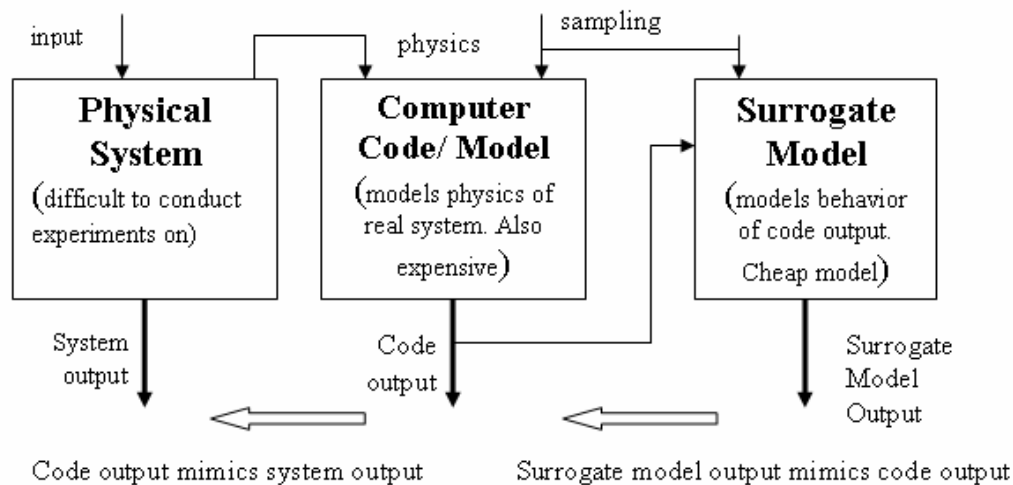 input
physics
sampling
Physical
System
(difficult to conduct
experiments on)
Computer
Code/ Model
(models physics of
real system. Also
expensive)
Surrogate
Model
(models behavior
of code output.
Cheap model)
System
output
Code
output
Surrogate
Model
Output
Code output mimics system output
Surrogate model output mimics code output